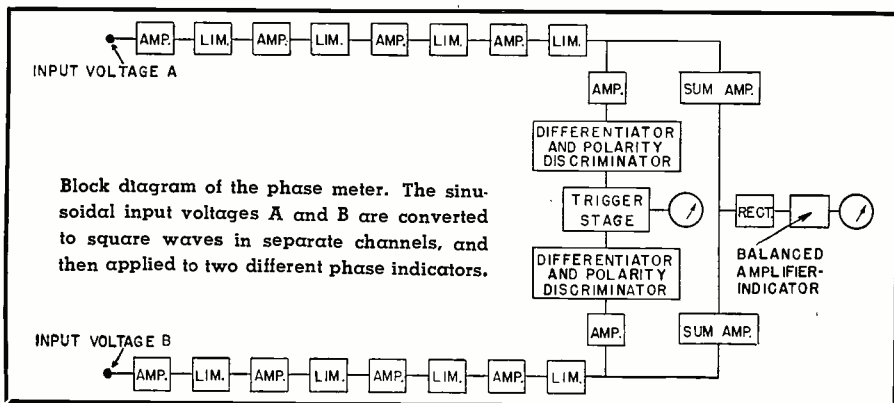 AMP. LIM. AMP. LIM. AMP. LIM. AMP. LIM.
INPUT VOLTAGE A
AMP. SUM AMP.
DIFFERENTIATOR
AND POLARITY
DISCRIMINATOR
Block diagram of the phase meter. The sinu-
soidal input voltages A and B are converted
to square waves in separate channels, and
then applied to two different phase indicators.
TRIGGER
STAGE
RECT.
BALANCED
AMPLIFIER-
INDICATOR
DIFFERENTIATOR
AND POLARITY
DISCRIMINATOR
AMP. SUM AMP.
INPUT VOLTAGE B
AMP. LIM. AMP. LIM. AMP. LIM. AMP. LIM.